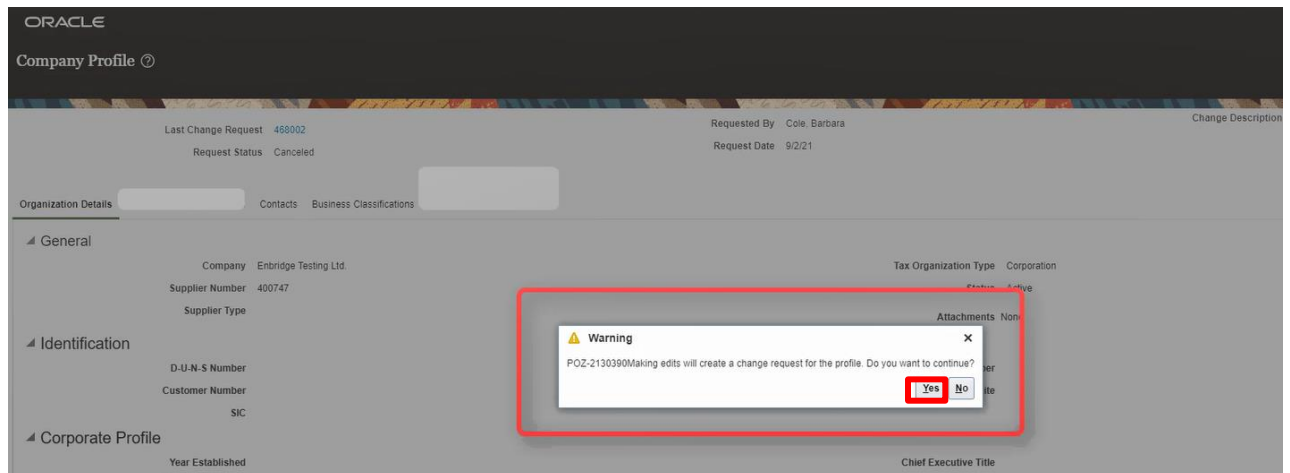 ORACLE
Company Profile
Last Change Request 468002
Requested By Cole, Barbara
Change Description
Request Status Canceled
Request Date 9/2/21
Organization Details
Contacts
Business Classifications
General
Company Enbridge Testing Ltd.
Tax Organization Type Corporation
Supplier Number 400747
Status Active
Supplier Type
Attachments None
Warning
Identification
POZ-2130390Making edits will create a change request for the profile. Do you want to continue?
D-U-N-S Number
Customer Number
Yes
No
SIC
Corporate Profile
Year Established
Chief Executive Title